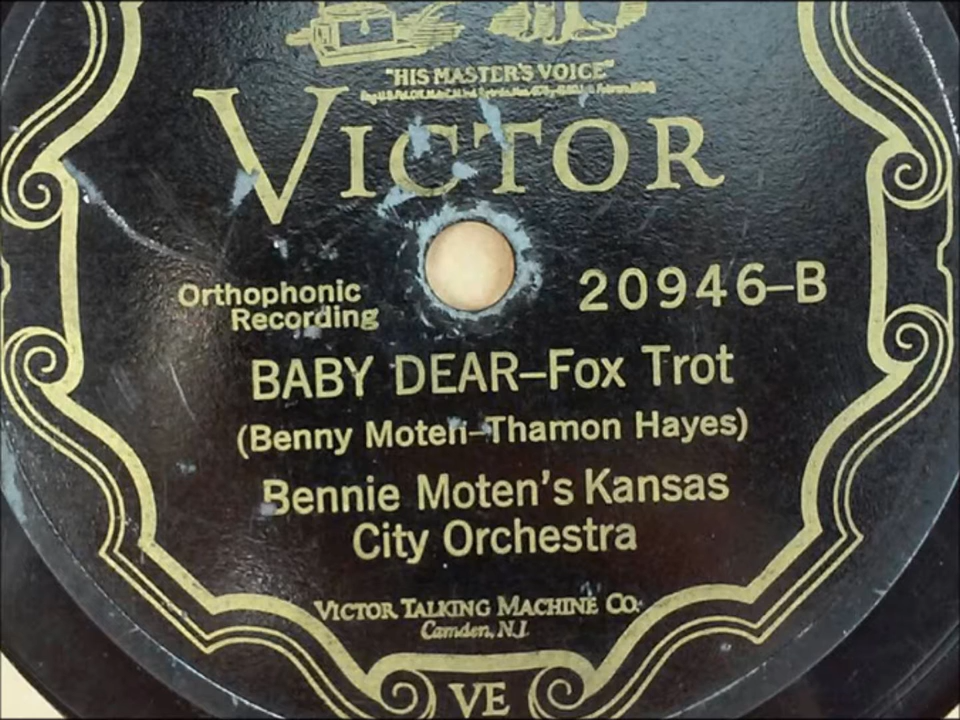 "HIS MASTER'S VOICE"
VICTOR
Orthophonic
Recording
20946–B
BABY DEAR–Fox Trot
(Benny Moten–Thamon Hayes)
Bennie Moten's Kansas
City Orchestra
VICTOR TALKING MACHINE CO.
Camden, N.J.
VE